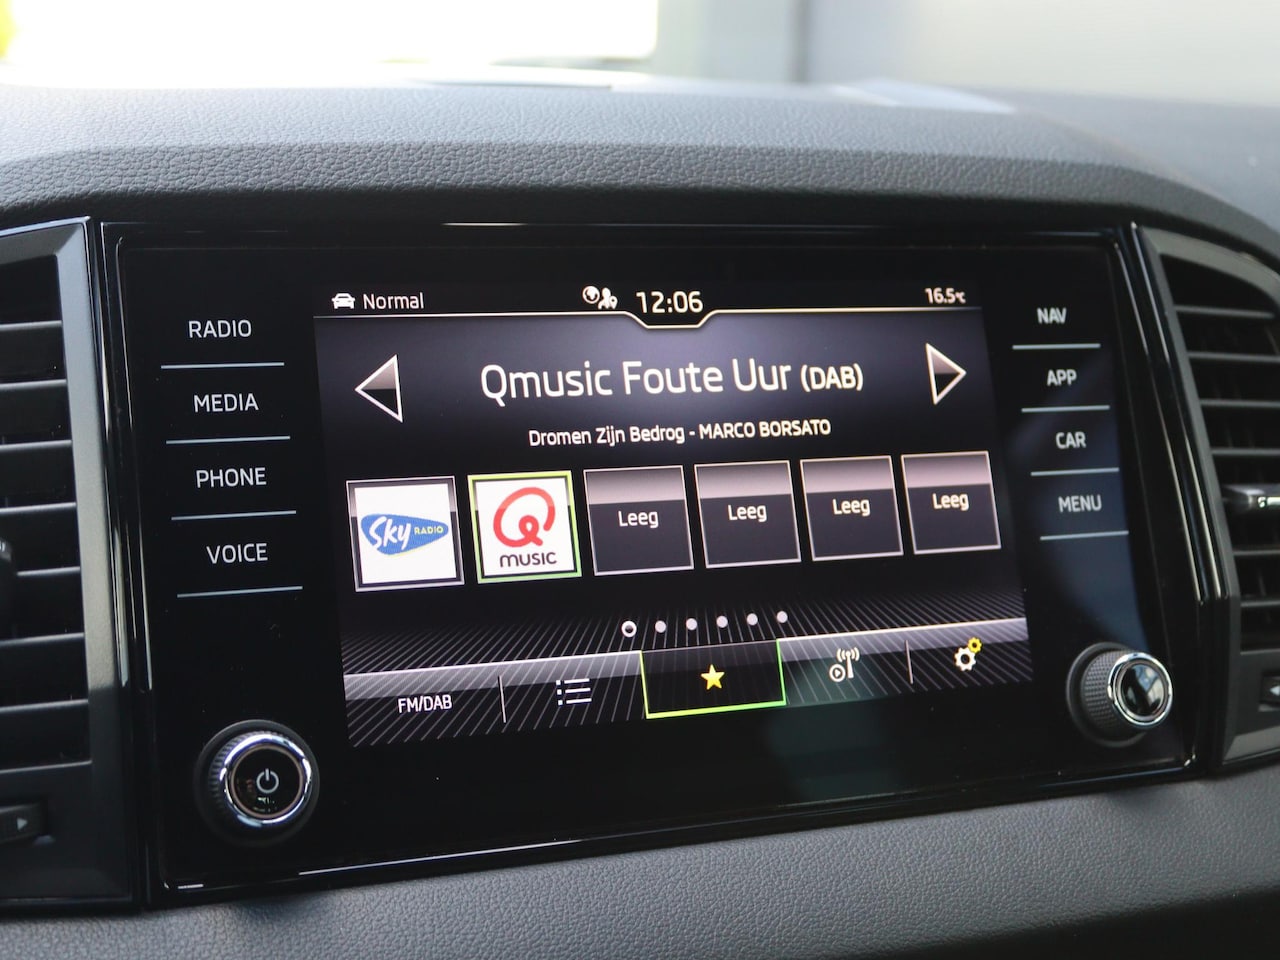 RADIO
MEDIA
PHONE
VOICE
Normal
12:06
16.5°C
Qmusic Foute Uur (DAB)
Dromen Zijn Bedrog - MARCO BORSATO
Sky RADIO
Q
MUSIC
Leeg
Leeg
Leeg
Leeg
FM/DAB
NAV
APP
CAR
MENU